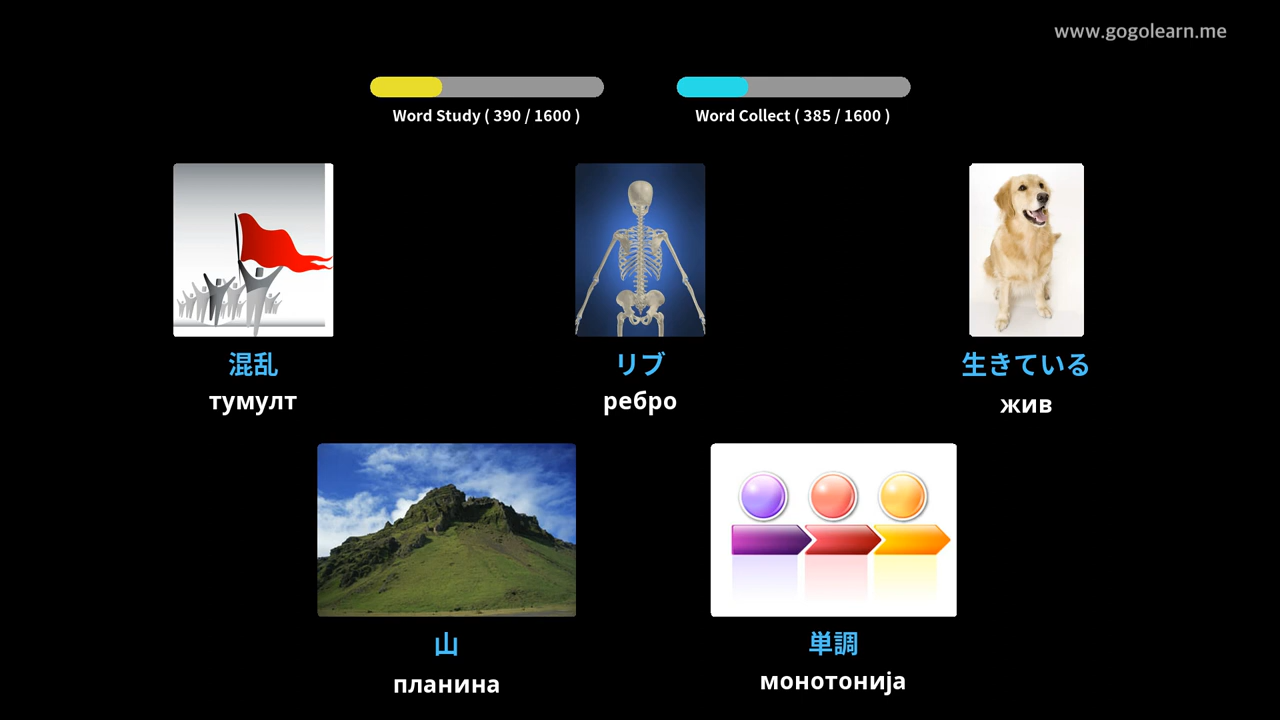 www.gogolearn.me
Word Study ( 390 / 1600 )
Word Collect ( 385 / 1600 )
混乱
тумулт
リブ
ребро
生きている
жив
山
планина
単調
монотонија